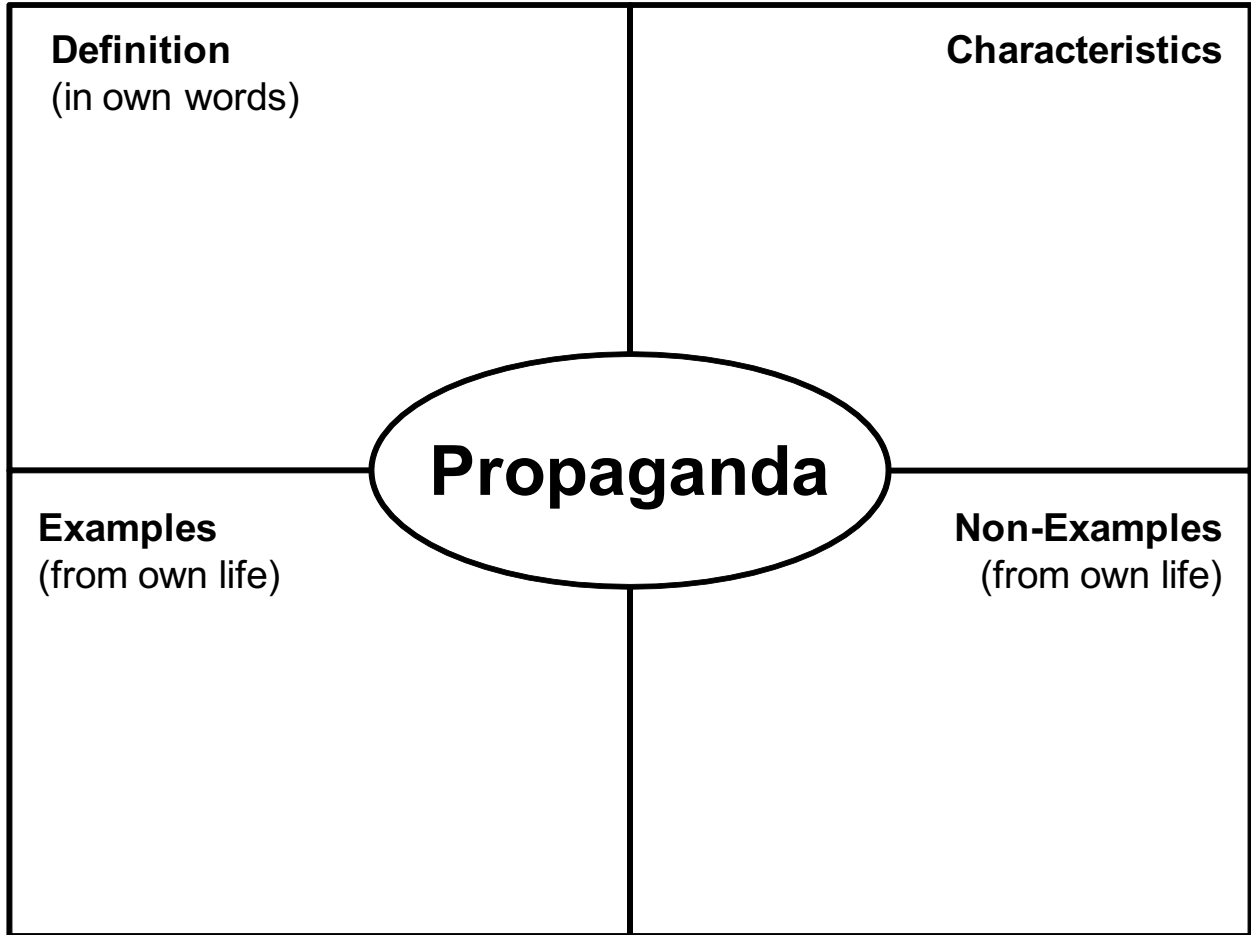 Definition
(in own words)
Characteristics
Propaganda
Examples
(from own life)
Non-Examples
(from own life)